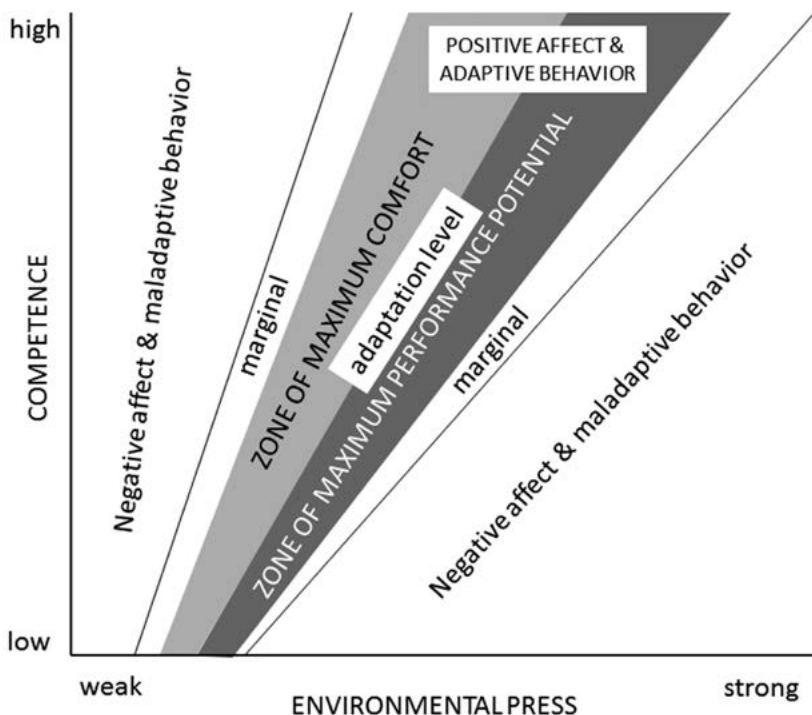 high
POSITIVE AFFECT &
ADAPTIVE BEHAVIOR
Negative affect & maladaptive behavior
marginal
ZONE OF MAXIMUM COMFORT
adaptation level
ZONE OF MAXIMUM PERFORMANCE POTENTIAL
marginal
Negative affect & maladaptive behavior
COMPETENCE
low
weak
ENVIRONMENTAL PRESS
strong